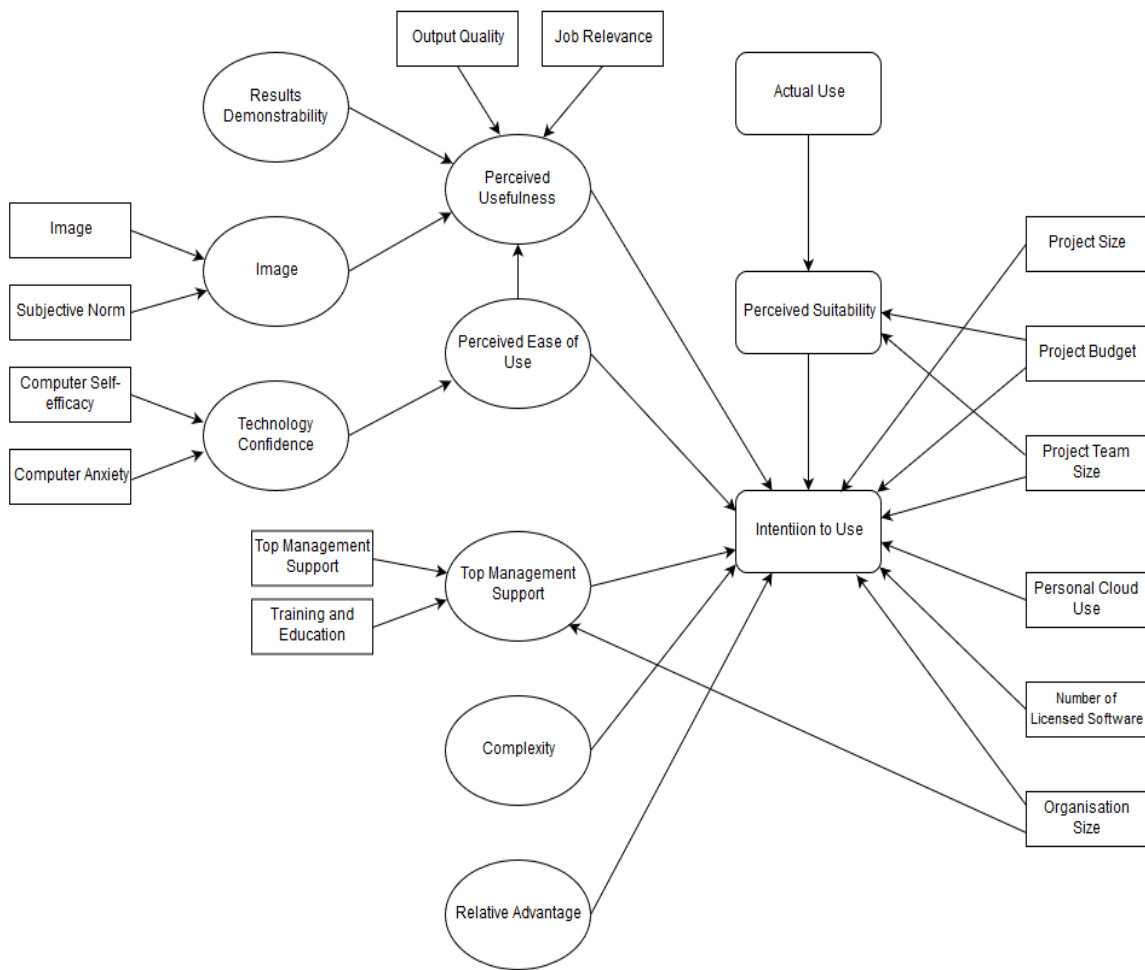 Output Quality
Job Relevance
Results
Demonstrability
Actual Use
Perceived
Usefulness
Image
Image
Project Size
Subjective Norm
Perceived Suitability
Perceived Ease of
Use
Project Budget
Computer Self-
efficacy
Technology
Confidence
Computer Anxiety
Project Team
Size
Intentiion to Use
Top Management
Support
Top Management
Support
Training and
Education
Personal Cloud
Use
Number of
Licensed Software
Complexity
Organisation
Size
Relative Advantage